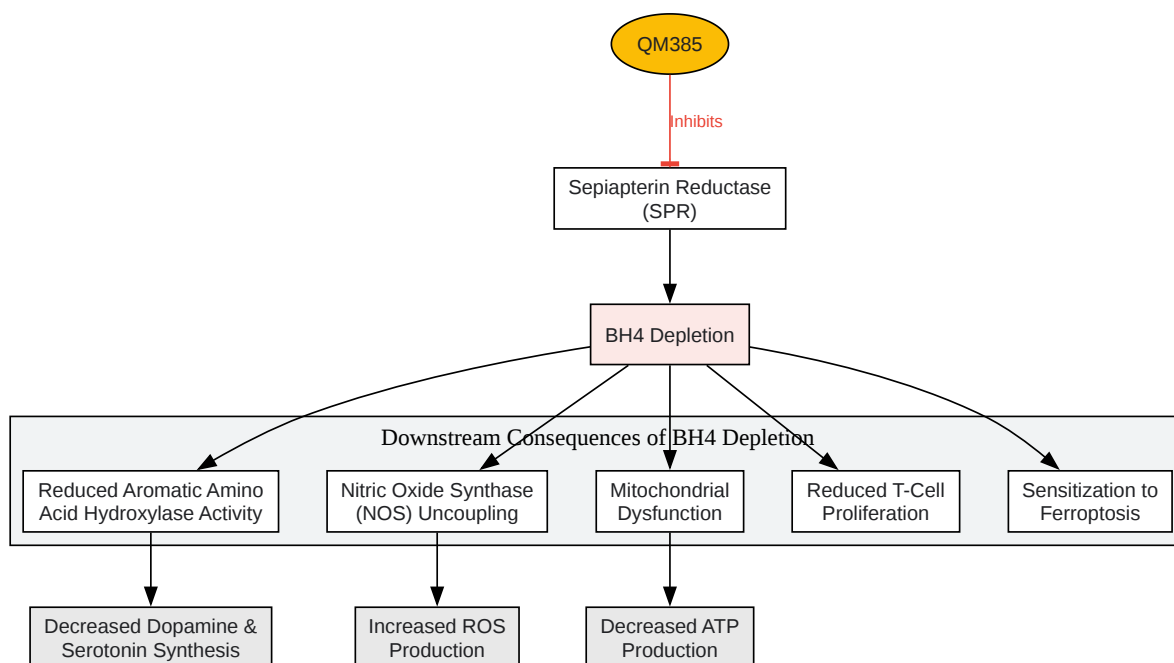 QM385
Inhibits
Sepiapterin Reductase
(SPR)
BH4 Depletion
Downstream Consequences of BH4 Depletion
Reduced Aromatic Amino
Acid Hydroxylase Activity
Nitric Oxide Synthase
(NOS) Uncoupling
Mitochondrial
Dysfunction
Reduced T-Cell
Proliferation
Sensitization to
Ferroptosis
Decreased Dopamine &
Serotonin Synthesis
Increased ROS
Production
Decreased ATP
Production